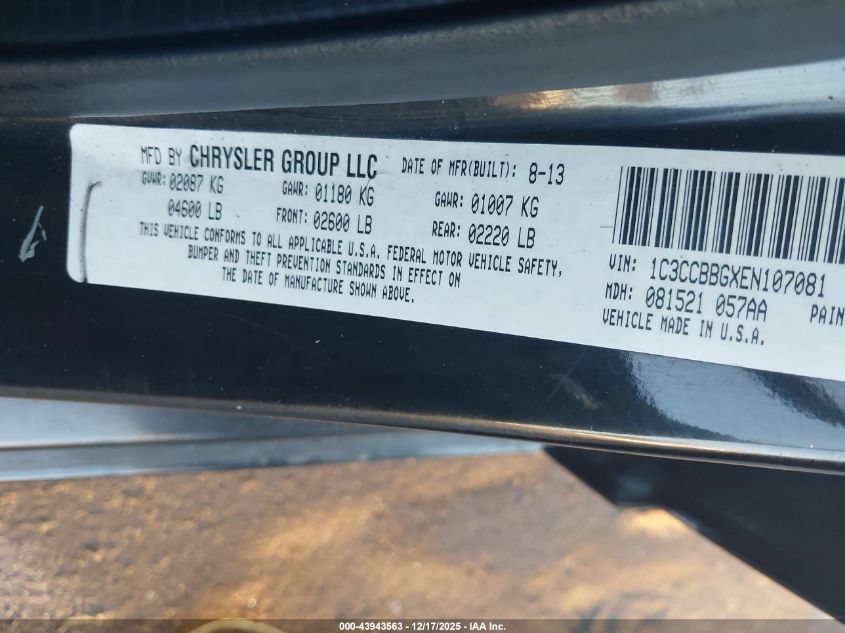 MFD BY CHRYSLER GROUP LLC DATE OF MFR(BUILT): 8-13
GVWR: 02087 KG GAWR: 01180 KG GAWR: 01007 KG
04600 LB FRONT: 02600 LB REAR: 02220 LB
THIS VEHICLE CONFORMS TO ALL APPLICABLE U.S.A. FEDERAL MOTOR VEHICLE SAFETY,
BUMPER AND THEFT PREVENTION STANDARDS IN EFFECT ON
THE DATE OF MANUFACTURE SHOWN ABOVE.
VIN: 1C3CCBBGXEN107081
MDH: 081521 057AA PAIN
VEHICLE MADE IN U.S.A.
000-43943563 - 12/17/2025 - IAA Inc.